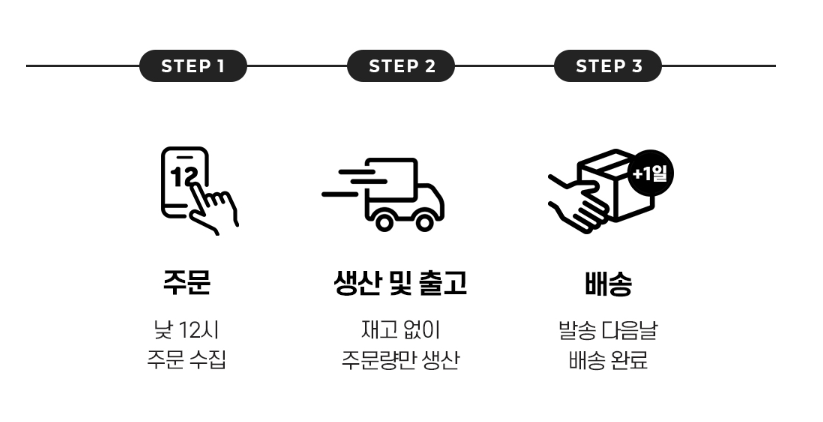 STEP 1
STEP 2
STEP 3
12
+1일
주문
생산 및 출고
배송
낮 12시
주문 수집
재고 없이
주문량만 생산
발송 다음날
배송 완료